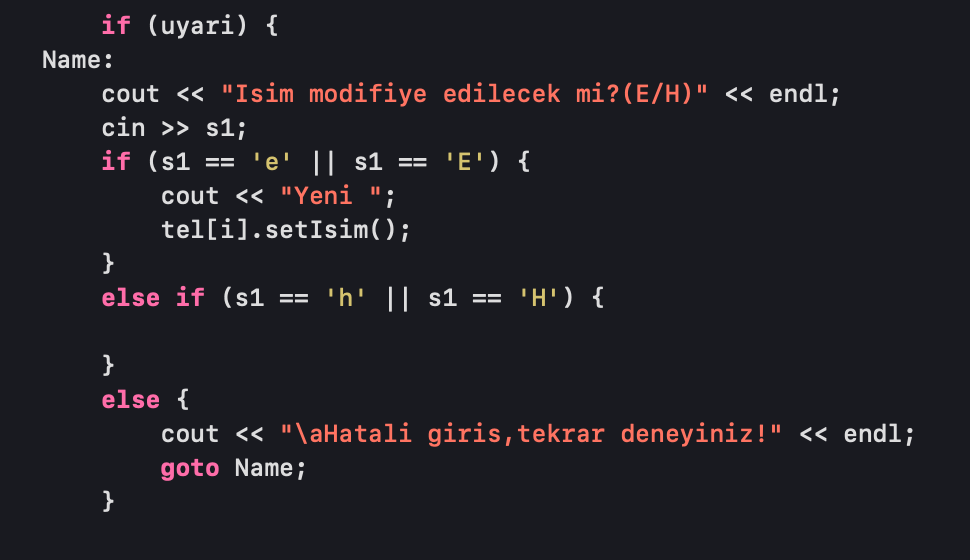 if (uyari) {
Name:
cout << "Isim modifiye edilecek mi?(E/H)" << endl;
cin >> s1;
if (s1 == 'e' || s1 == 'E') {
cout << "Yeni ";
tel[i].setIsim();
}
else if (s1 == 'h' || s1 == 'H') {
}
else {
cout << "\aHatali giris,tekrar deneyiniz!" << endl;
goto Name;
}